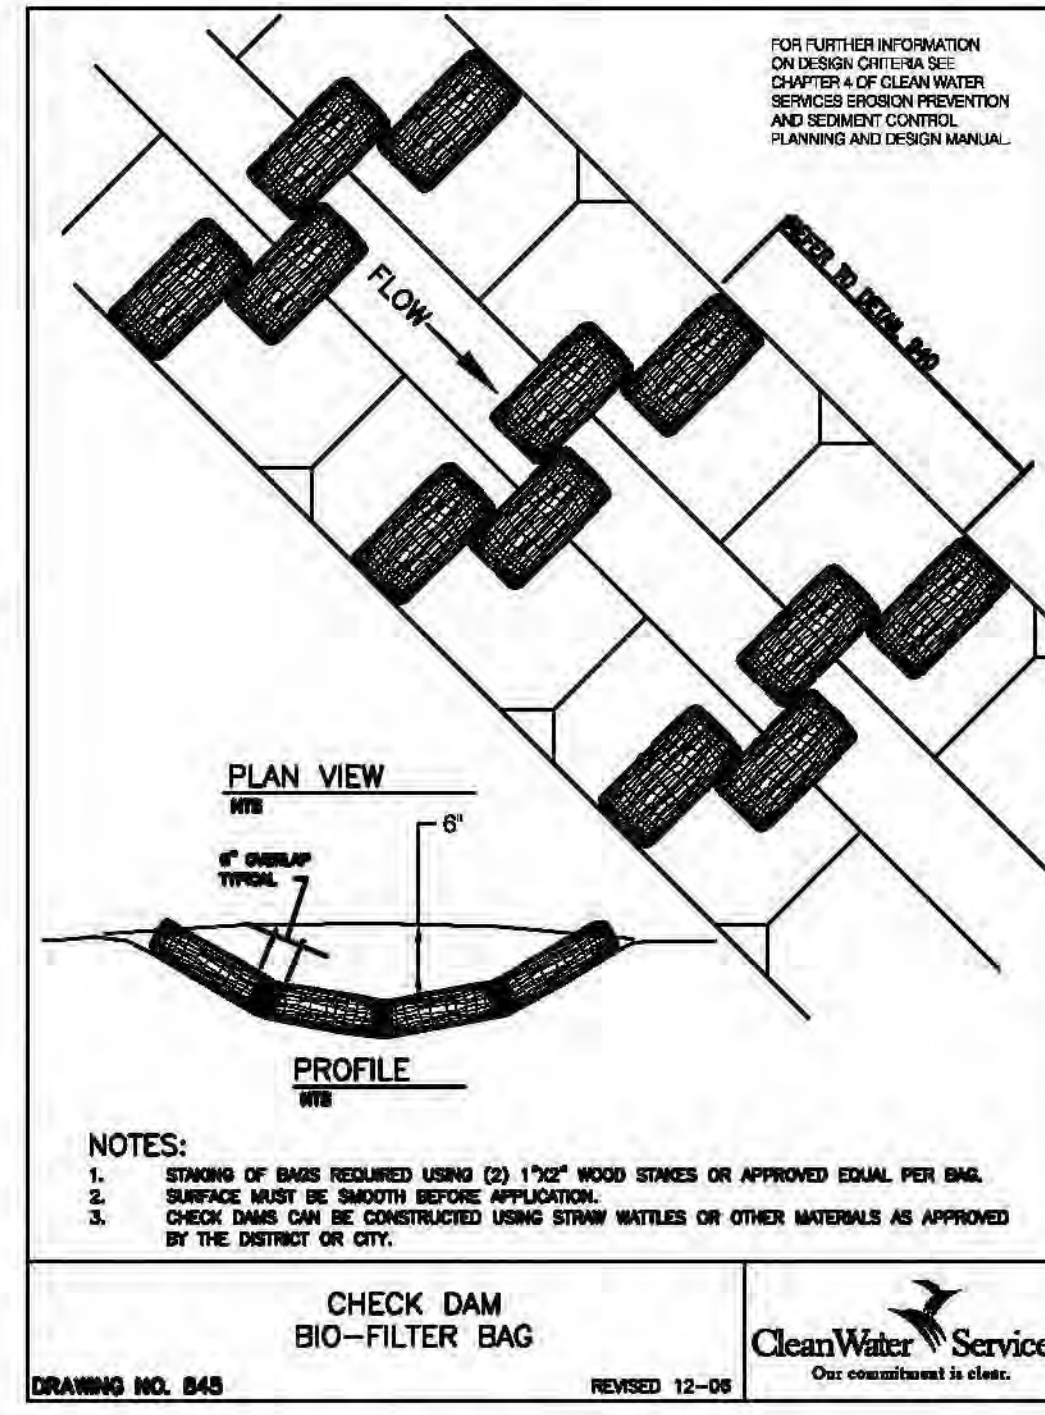 FOR FURTHER INFORMATION
ON DESIGN CRITERIA SEE
CHAPTER 4 OF CLEAN WATER
SERVICES EROSION PREVENTION
AND SEDIMENT CONTROL
PLANNING AND DESIGN MANUAL.
REFER TO DETAIL 840
FLOW
PLAN VIEW
NTS
6"
6" OVERLAP
TYPICAL
PROFILE
NTS
NOTES:
1. STAKING OF BAGS REQUIRED USING (2) 1"X2" WOOD STAKES OR APPROVED EQUAL PER BAG.
2. SURFACE MUST BE SMOOTH BEFORE APPLICATION.
3. CHECK DAMS CAN BE CONSTRUCTED USING STRAW WATTLES OR OTHER MATERIALS AS APPROVED
BY THE DISTRICT OR CITY.
CHECK DAM
BIO-FILTER BAG
DRAWING NO. 845
REVISED 12-06
CleanWater Service
Our commitment is clear.